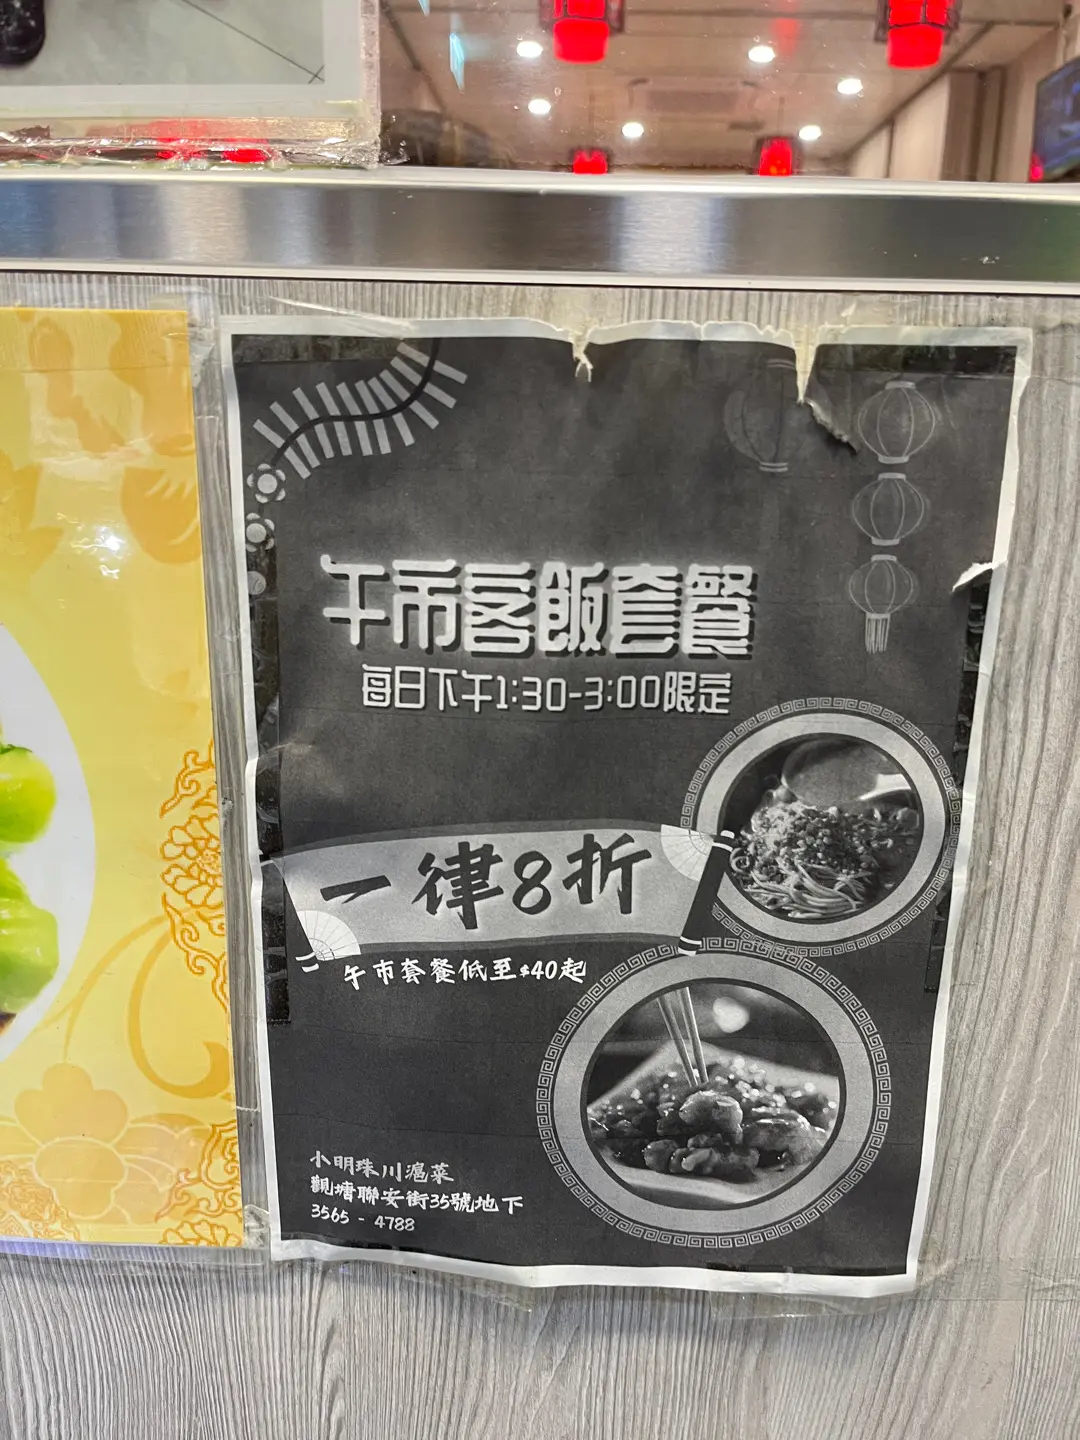 午市客飯套餐
每日下午1:30-3:00限定
一律8折
午市套餐低至$40起
小明珠川滬菜
觀塘聯安街35號地下
3565 - 4788